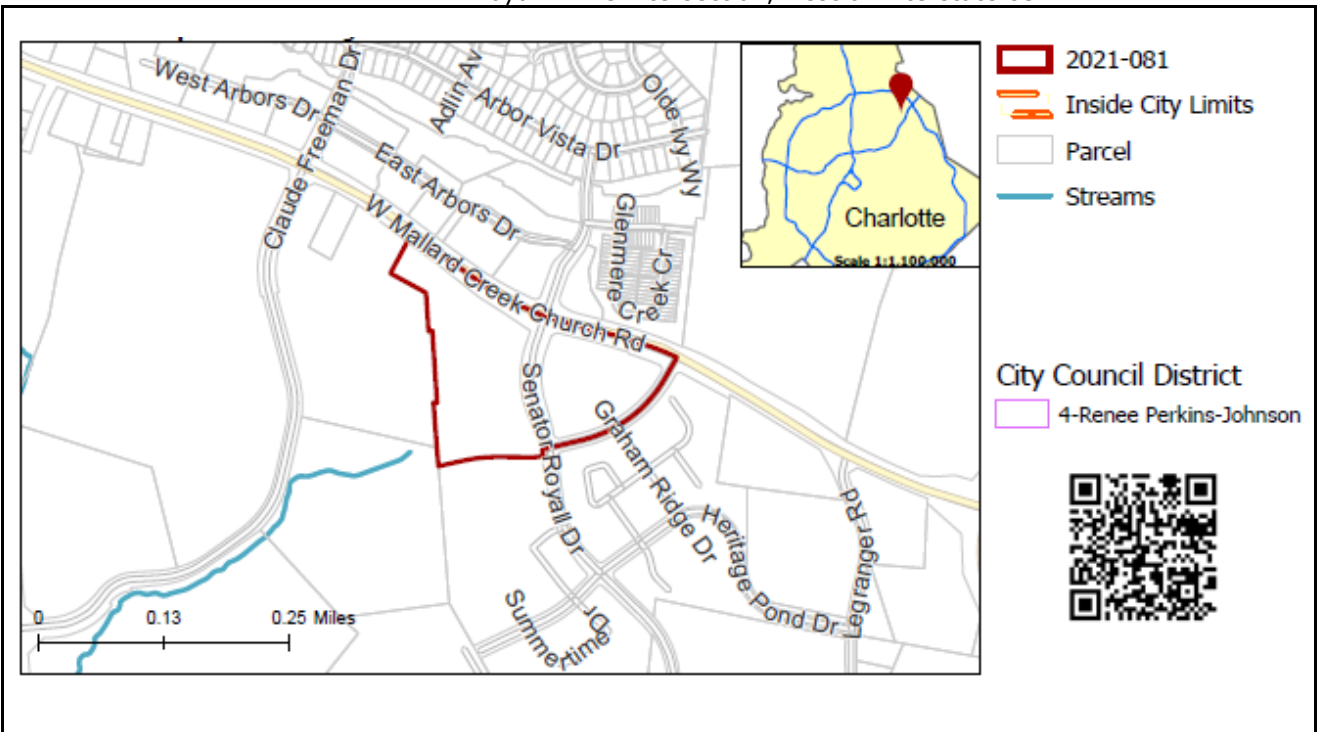 2021-081
Inside City Limits
Parcel
Streams
City Council District
4-Renee Perkins-Johnson
Charlotte
Scale 1:1,100,000
West Arbors Dr
Claude Freeman Dr
Adlin Av
Arbor Vista Dr
Olde Ivy Wy
East Arbors Dr
Glenmere Creek Cr
W Mallard Creek Church Rd
Senator Royall Dr
Graham Ridge Dr
Heritage Pond Dr
Legranger Rd
Summertime Dr
0 0.13 0.25 Miles